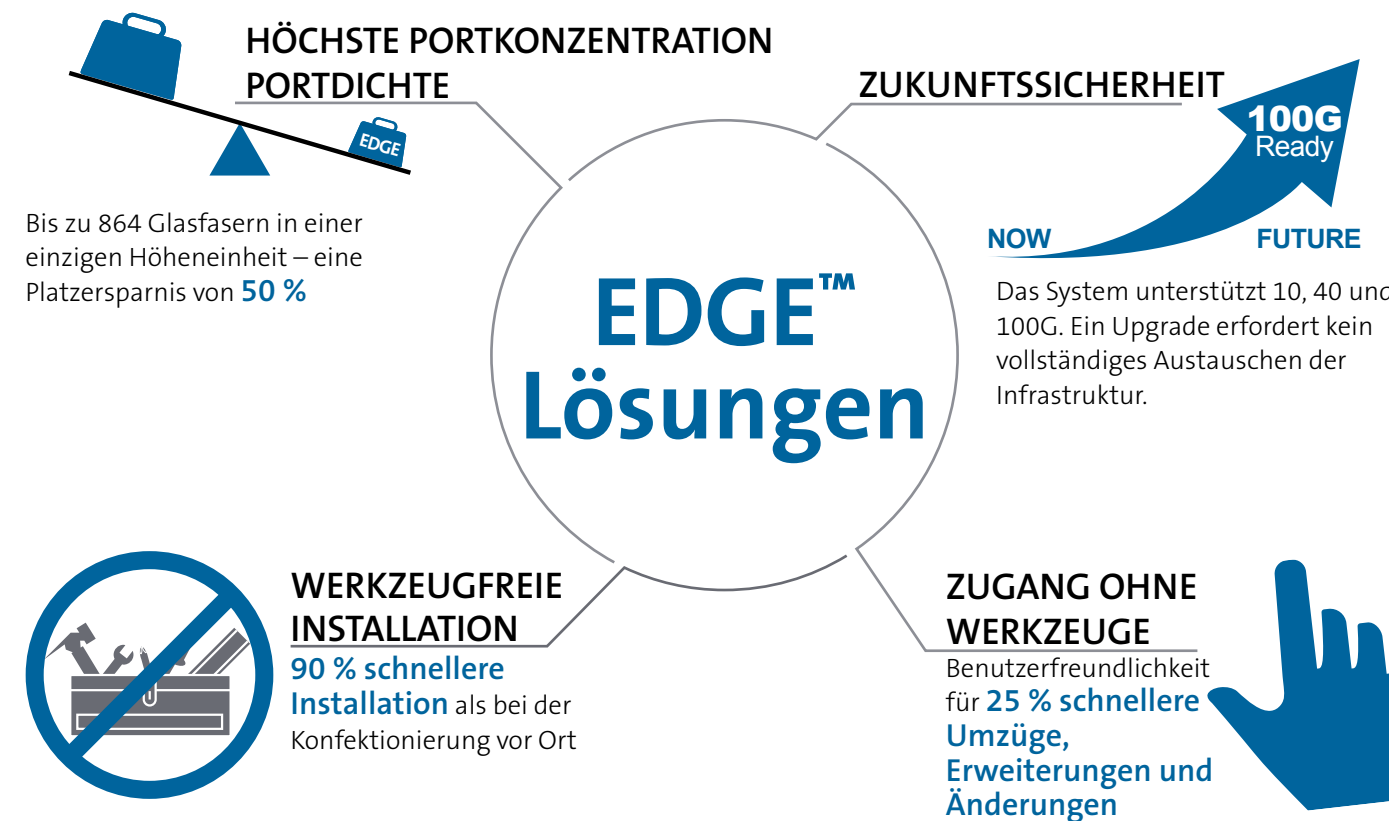 HÖCHSTE PORTKONZENTRATION
PORTDICHTE
EDGE
Bis zu 864 Glasfasern in einer
einzigen Höheneinheit – eine
Platzersparnis von 50 %
ZUKUNFTSSICHERHEIT
100G
Ready
NOW
FUTURE
Das System unterstützt 10, 40 und
100G. Ein Upgrade erfordert kein
vollständiges Austauschen der
Infrastruktur.
EDGE™
Lösungen
WERKZEUGFREIE
INSTALLATION
90 % schnellere
Installation als bei der
Konfektionierung vor Ort
ZUGANG OHNE
WERKZEUGE
Benutzerfreundlichkeit
für 25 % schnellere
Umzüge,
Erweiterungen und
Änderungen